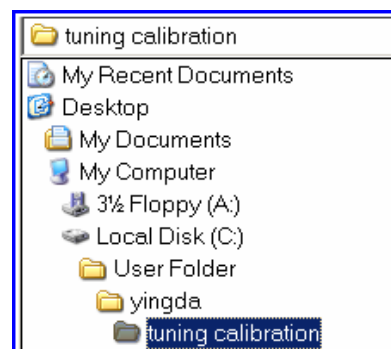 tuning calibration
My Recent Documents
Desktop
My Documents
My Computer
3½ Floppy (A:)
Local Disk (C:)
User Folder
yingda
tuning calibration